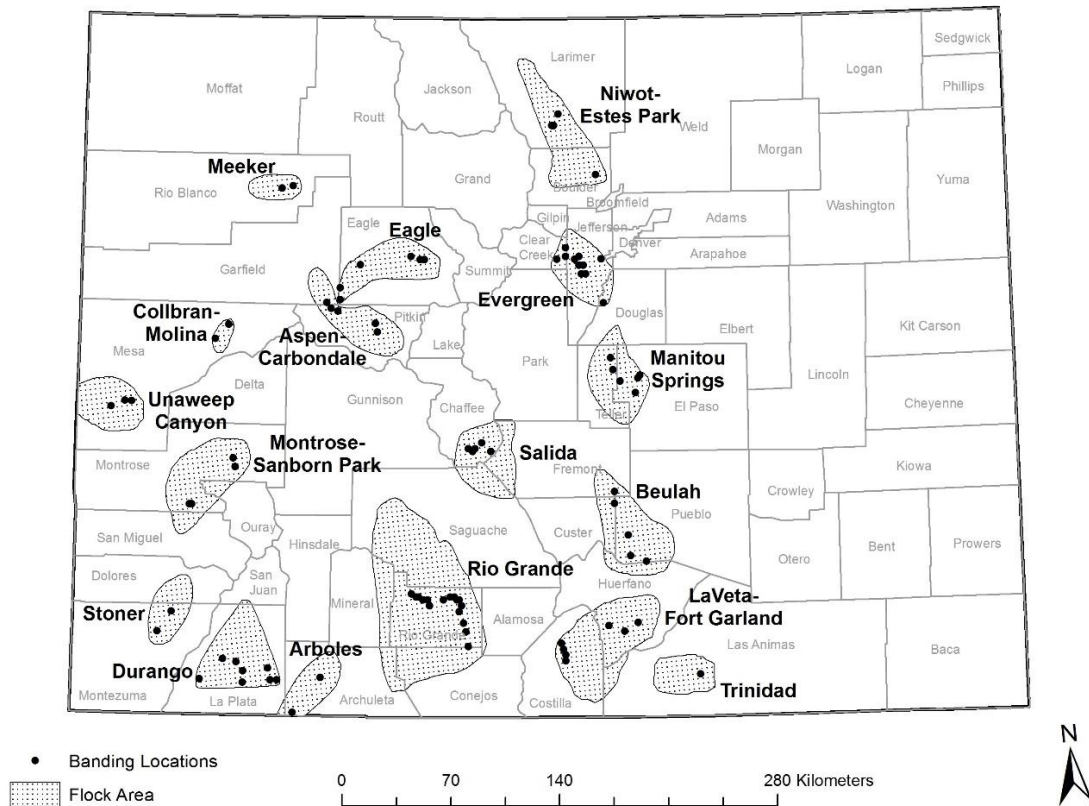 Sedgwick
Larimer
Logan
Phillips
Moffat
Jackson
Niwot-
Estes Park
Routt
Weld
Morgan
Meeker
Rio Blanco
Grand
Yuma
Boulder
Broomfield
Washington
Eagle
Gilpin
Jefferson
Adams
Eagle
Clear
Creek
Denver
Arapahoe
Garfield
Summit
Evergreen
Collbran-
Molina
Pitkin
Douglas
Elbert
Kit Carson
Aspen-
Carbondale
Lake
Mesa
Park
Manitou
Springs
Lincoln
Delta
Unaweep
Canyon
Gunnison
Chaffee
Teller
El Paso
Cheyenne
Montrose-
Sanborn Park
Salida
Montrose
Fremont
Kiowa
Beulah
Crowley
Pueblo
Ouray
Saguache
Custer
San Miguel
Hinsdale
Otero
Bent
Prowers
Dolores
San
Juan
Rio Grande
Huerfano
Mineral
LaVeta-
Fort Garland
Stoner
Alamosa
Rio Grande
Arboles
Las Animas
Baca
Durango
Montezuma
La Plata
Archuleta
Conejos
Costilla
Trinidad
N
Banding Locations
Flock Area
0 70 140 280 Kilometers